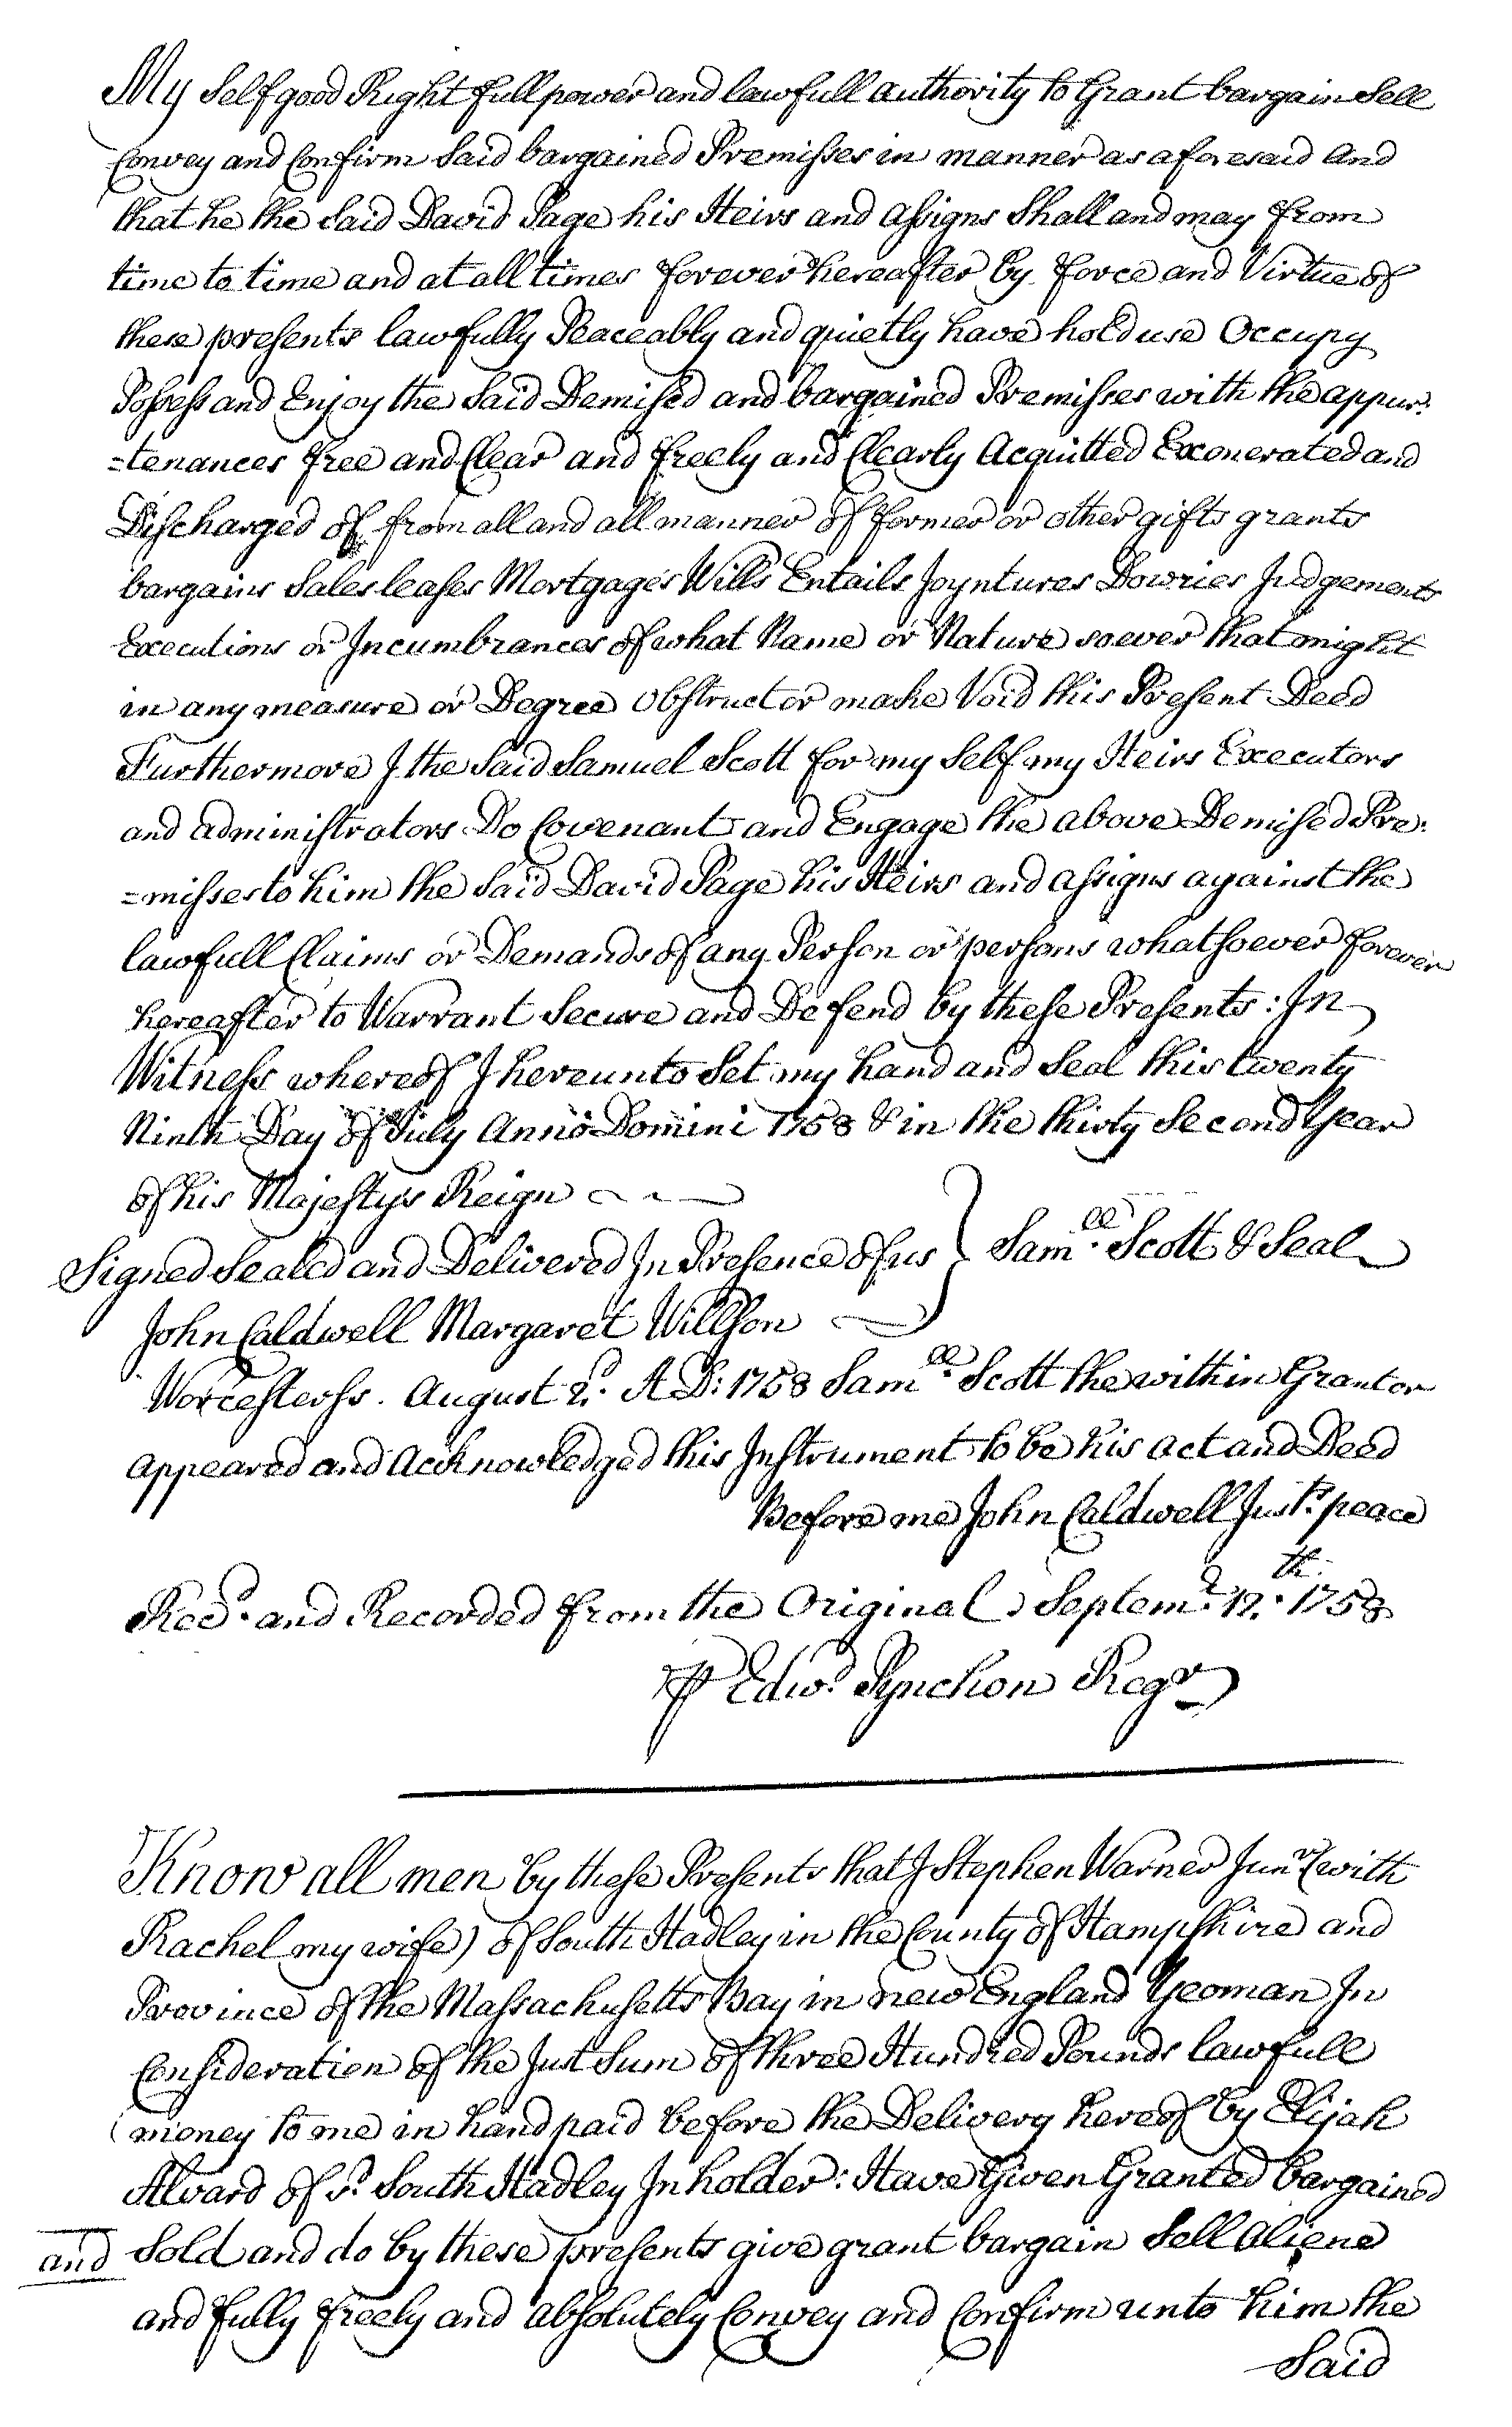 My Self good Right full power and lawfull authority to Grant bargain Sell
Convey and Confirm Said bargained Premisses in manner as aforesaid And
that he the Said David Page his Heirs and assigns Shall and may from
time to time and at all times forever hereafter by force and Virtue of
these presents lawfully Peaceably and quietly have hold use Occupy
Possess and Enjoy the Said Demised and bargained Premisses with the appur:
=tenances free and Clear and freely and Clearly Acquitted Exonerated and
Discharged of from all and all manner of former or other gifts grants
bargains Sales leases Mortgages Wills Entails Joyntures Dowries Judgements
Executions or Incumbrances of what Name or Nature soever that might
in any measure or Degree Obstruct or make Void this Present Deed
Furthermore I the Said Samuel Scott for my Self my Heirs Executors
and administrators Do Covenant and Engage the above Demised Pre:
=misses to him the Said David Page his Heirs and assigns against the
lawfull Claims or Demands of any Person or persons whatsoever forever
hereafter to Warrant Secure and Defend by these Presents: In
Witness whereof I hereunto Set my hand and Seal this twenty
Ninth Day of July Anno Domini 1758 & in the thirty Second Year
of his Majestys Reign
Signed Sealed and Delivered In Presence of us } Sam.ll Scott & Seal
John Caldwell Margaret Willson
Worcester ss. August 2.d A D: 1758 Sam.ll Scott the within Grantor
appeared and Acknowledged this Instrument to be his act and Deed
Before me John Caldwell Just.s peace
Rec.d and Recorded from the Original Septem.r 12.th 1758
P Edw.d Pynchon Reg.r
Know all men by these Presents that I Stephen Warner Jun.r (with
Rachel my wife) of South Hadley in the County of Hampshire and
Province of the Massachusetts Bay in new England Yeoman In
Consideration of the Just Sum of three Hundred Pounds lawfull
money to me in hand paid before the Delivery hereof by Elijah
Alvard of s.d South Hadley Inholder: Have Given Granted bargained
and Sold and do by these presents give grant bargain Sell Aliene
and fully freely and absolutely Convey and Confirm unto him the
Said